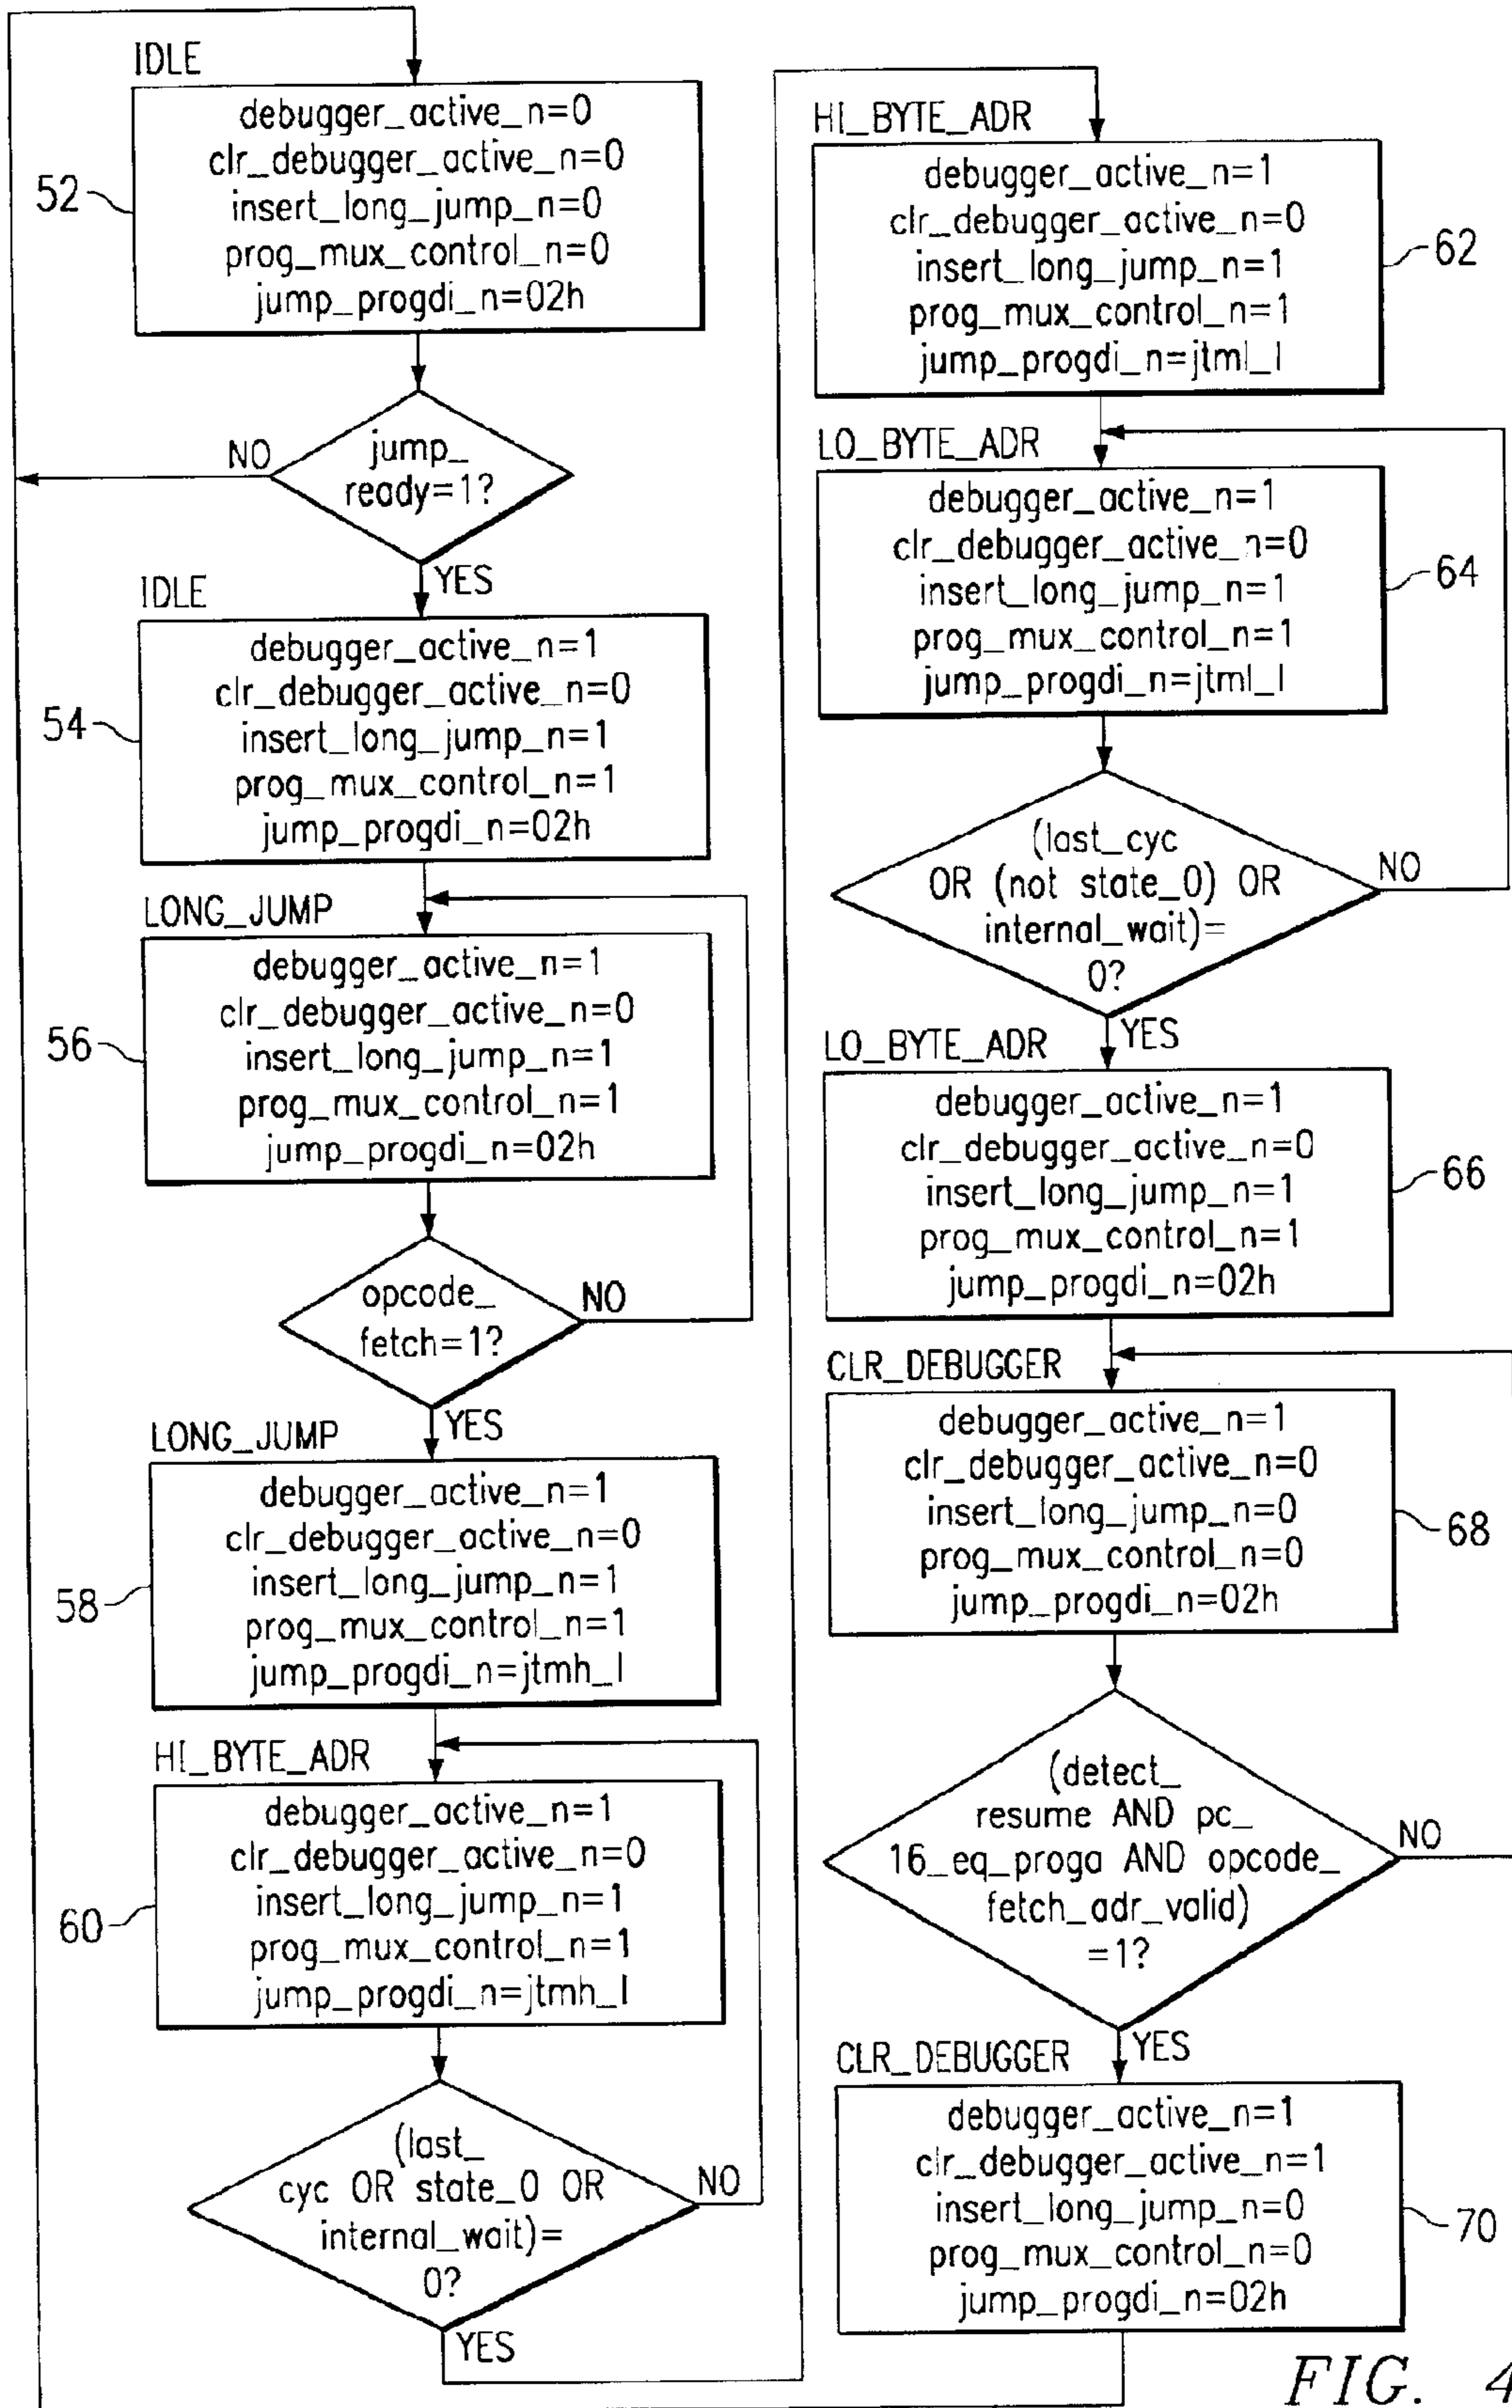 IDLE
debugger_active_n=0
clr_debugger_active_n=0
insert_long_jump_n=0
prog_mux_control_n=0
jump_progdi_n=02h
52
jump_
ready=1?
NO
YES
IDLE
debugger_active_n=1
clr_debugger_active_n=0
insert_long_jump_n=1
prog_mux_control_n=1
jump_progdi_n=02h
54
LONG_JUMP
debugger_active_n=1
clr_debugger_active_n=0
insert_long_jump_n=1
prog_mux_control_n=1
jump_progdi_n=02h
56
opcode_
fetch=1?
NO
YES
LONG_JUMP
debugger_active_n=1
clr_debugger_active_n=0
insert_long_jump_n=1
prog_mux_control_n=1
jump_progdi_n=jtmh_l
58
HI_BYTE_ADR
debugger_active_n=1
clr_debugger_active_n=0
insert_long_jump_n=1
prog_mux_control_n=1
jump_progdi_n=jtmh_l
60
(last_
cyc OR state_0 OR
internal_wait)=
0?
NO
YES
HI_BYTE_ADR
debugger_active_n=1
clr_debugger_active_n=0
insert_long_jump_n=1
prog_mux_control_n=1
jump_progdi_n=jtml_l
62
LO_BYTE_ADR
debugger_active_n=1
clr_debugger_active_n=0
insert_long_jump_n=1
prog_mux_control_n=1
jump_progdi_n=jtml_l
64
(last_cyc
OR (not state_0) OR
internal_wait)=
0?
NO
YES
LO_BYTE_ADR
debugger_active_n=1
clr_debugger_active_n=0
insert_long_jump_n=1
prog_mux_control_n=1
jump_progdi_n=02h
66
CLR_DEBUGGER
debugger_active_n=1
clr_debugger_active_n=0
insert_long_jump_n=0
prog_mux_control_n=0
jump_progdi_n=02h
68
(detect_
resume AND pc_
16_eq_proga AND opcode_
fetch_adr_valid)
=1?
NO
YES
CLR_DEBUGGER
debugger_active_n=1
clr_debugger_active_n=1
insert_long_jump_n=0
prog_mux_control_n=0
jump_progdi_n=02h
70
FIG. 4